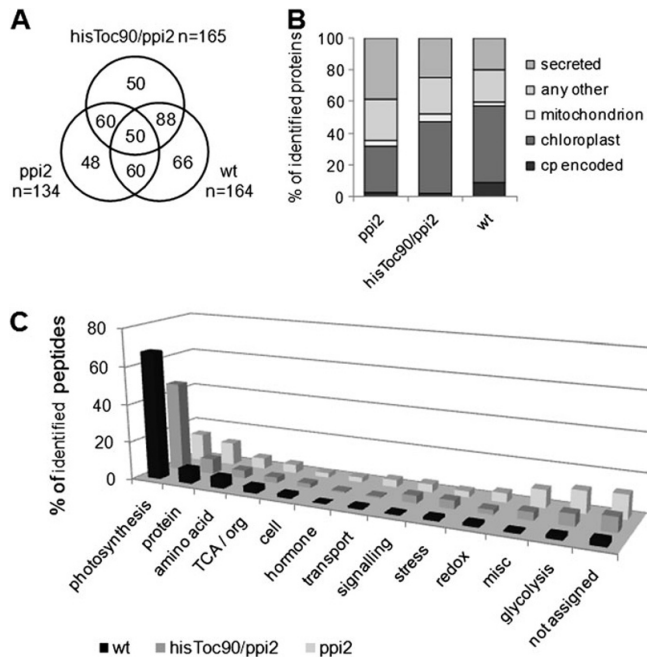 A
hisToc90/ppi2 n=165
50
60
88
50
48
60
66
ppi2
n=134
wt
n=164
B
% of identified proteins
100
80
60
40
20
0
ppi2
hisToc90/ppi2
wt
secreted
any other
mitochondrion
chloroplast
cp encoded
C
% of identified peptides
80
60
40
20
0
photosynthesis
protein
amino acid
TCA / org
cell
hormone
transport
signalling
stress
redox
misc
glycolysis
not assigned
wt
hisToc90/ppi2
ppi2